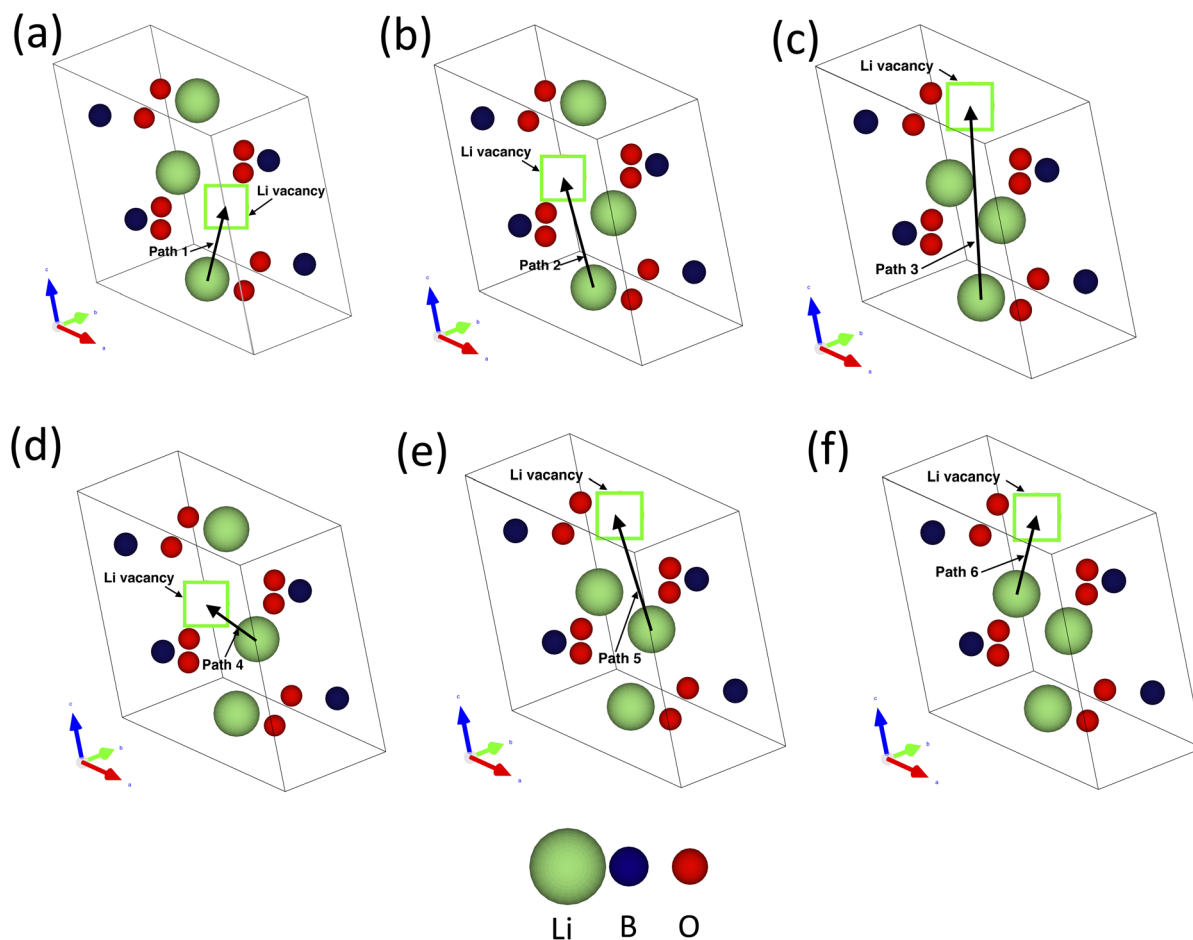 (a)
Li vacancy
Path 1
c
b
a
(b)
Li vacancy
Path 2
c
b
a
(c)
Li vacancy
Path 3
c
b
a
(d)
Li vacancy
Path 4
c
b
a
(e)
Li vacancy
Path 5
c
b
a
(f)
Li vacancy
Path 6
c
b
a
Li B O